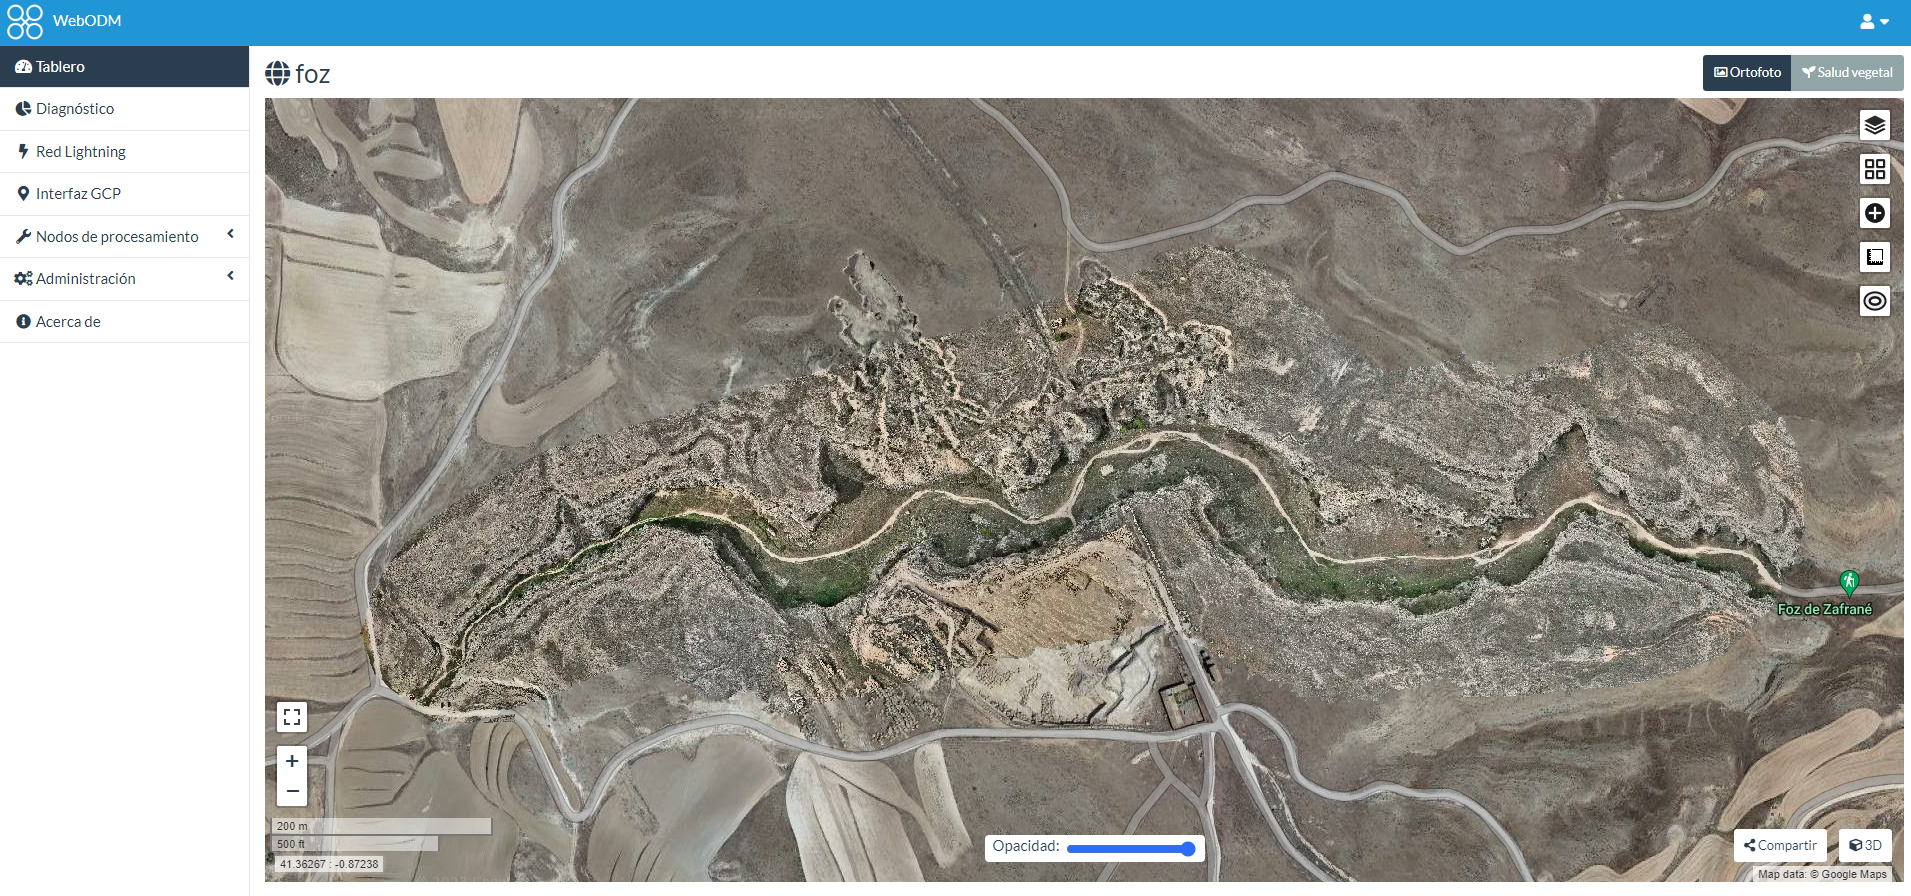 WebODM
Tablero
Diagnóstico
Red Lightning
Interfaz GCP
Nodos de procesamiento
Administración
Acerca de
foz
Ortofoto
Salud vegetal
Foz de Zafrané
+
−
200 m
500 ft
41.36267 : -0.87238
Opacidad:
Compartir
3D
Map data: © Google Maps